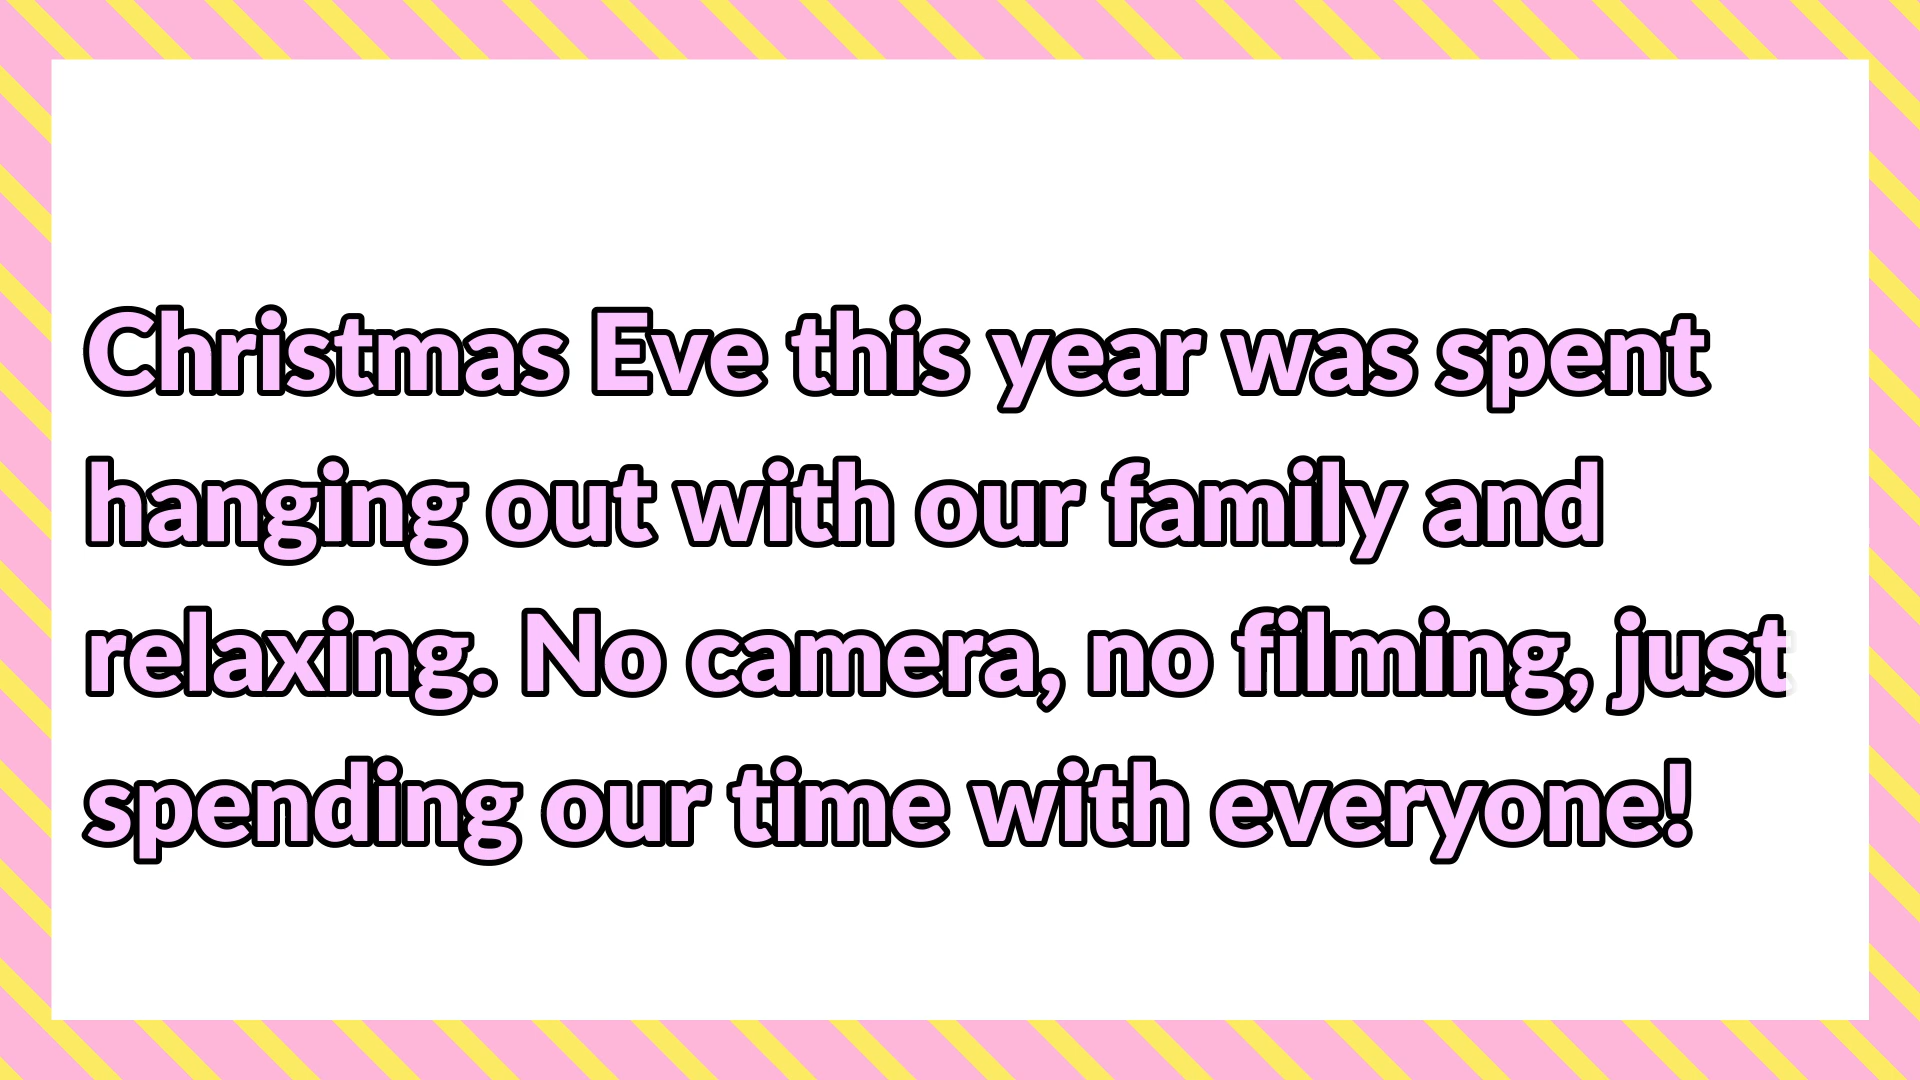 Christmas Eve this year was spent
hanging out with our family and
relaxing. No camera, no filming, just
spending our time with everyone!